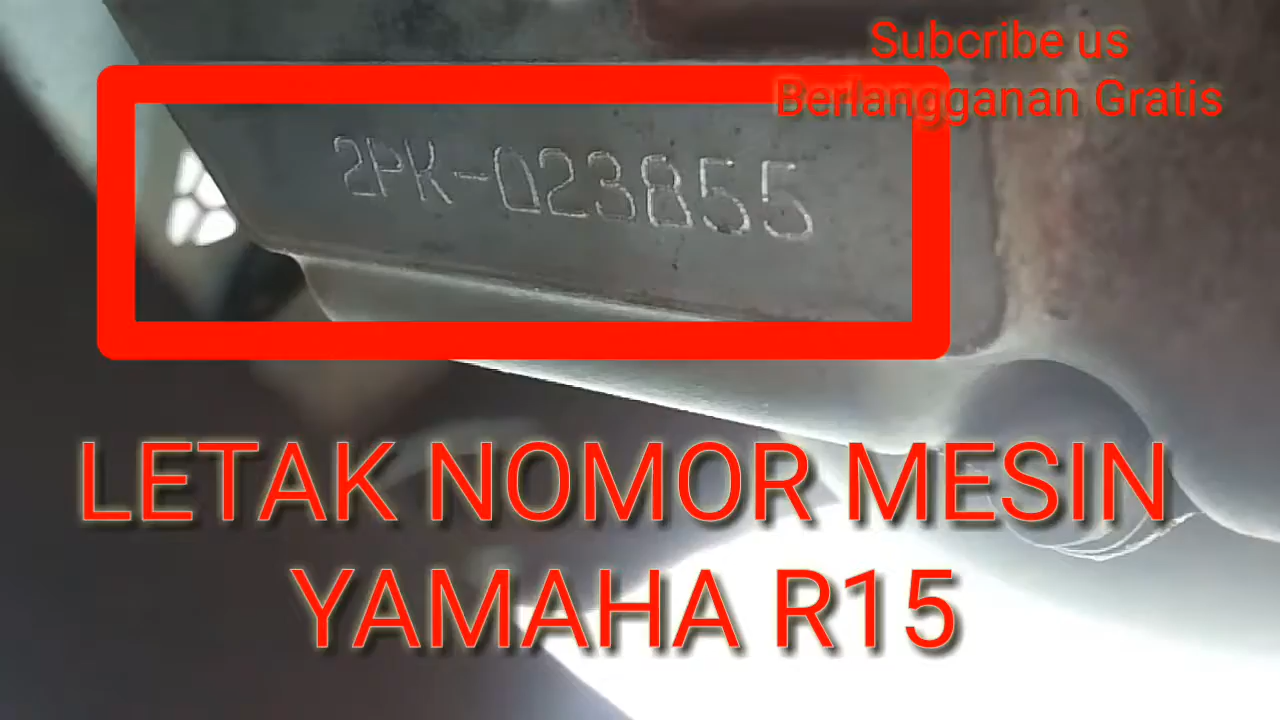 Subcribe us
Berlangganan Gratis
2PK-023855
LETAK NOMOR MESIN
YAMAHA R15